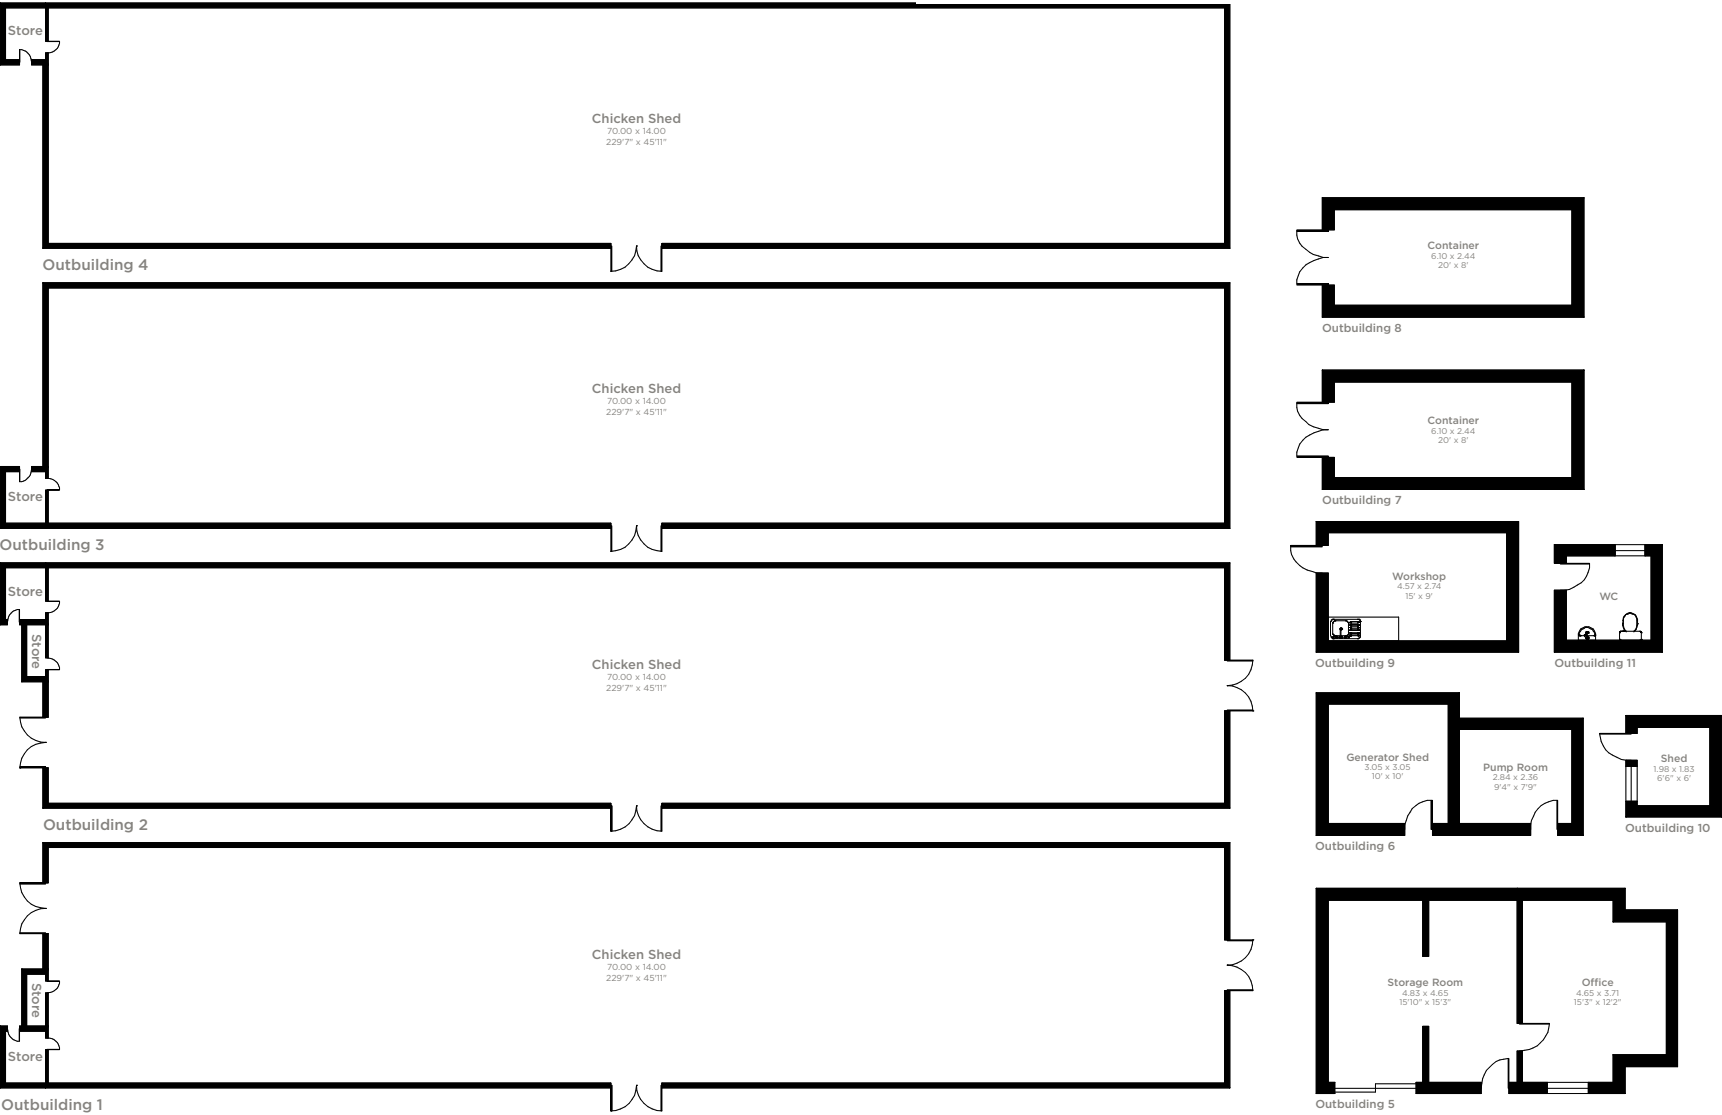 Store
Chicken Shed
70.00 x 14.00
229'7" x 45'11"
Outbuilding 4
Chicken Shed
70.00 x 14.00
229'7" x 45'11"
Store
Outbuilding 3
Store
Store
Chicken Shed
70.00 x 14.00
229'7" x 45'11"
Outbuilding 2
Chicken Shed
70.00 x 14.00
229'7" x 45'11"
Store
Store
Outbuilding 1
Container
6.10 x 2.44
20' x 8'
Outbuilding 8
Container
6.10 x 2.44
20' x 8'
Outbuilding 7
Workshop
4.57 x 2.74
15' x 9'
Outbuilding 9
WC
Outbuilding 11
Generator Shed
3.05 x 3.05
10' x 10'
Pump Room
2.84 x 2.36
9'4" x 7'9"
Outbuilding 6
Shed
1.98 x 1.83
6'6" x 6'
Outbuilding 10
Storage Room
4.83 x 4.65
15'10" x 15'3"
Office
4.65 x 3.71
15'3" x 12'2"
Outbuilding 5